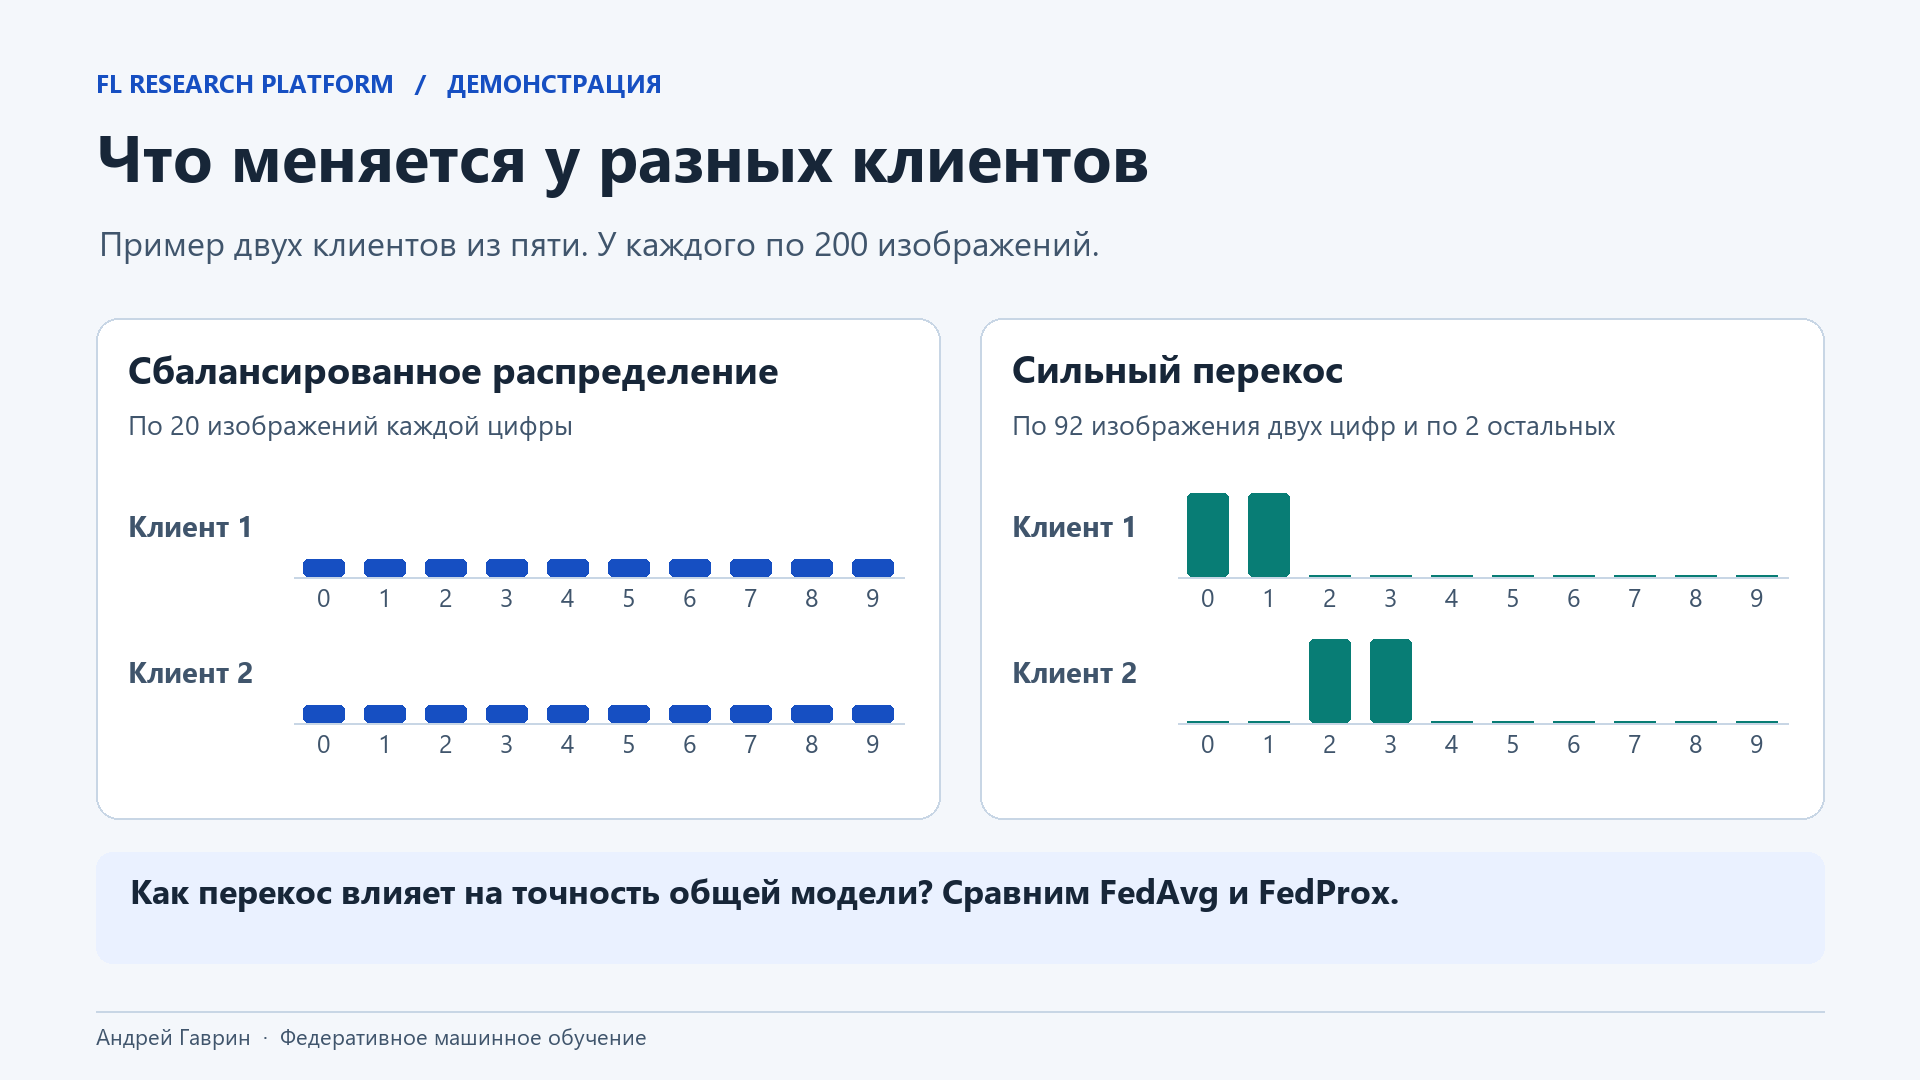 FL RESEARCH PLATFORM / ДЕМОНСТРАЦИЯ
Что меняется у разных клиентов
Пример двух клиентов из пяти. У каждого по 200 изображений.
Сбалансированное распределение
По 20 изображений каждой цифры
Клиент 1
0 1 2 3 4 5 6 7 8 9
Клиент 2
0 1 2 3 4 5 6 7 8 9
Сильный перекос
По 92 изображения двух цифр и по 2 остальных
Клиент 1
0 1 2 3 4 5 6 7 8 9
Клиент 2
0 1 2 3 4 5 6 7 8 9
Как перекос влияет на точность общей модели? Сравним FedAvg и FedProx.
Андрей Гаврин · Федеративное машинное обучение